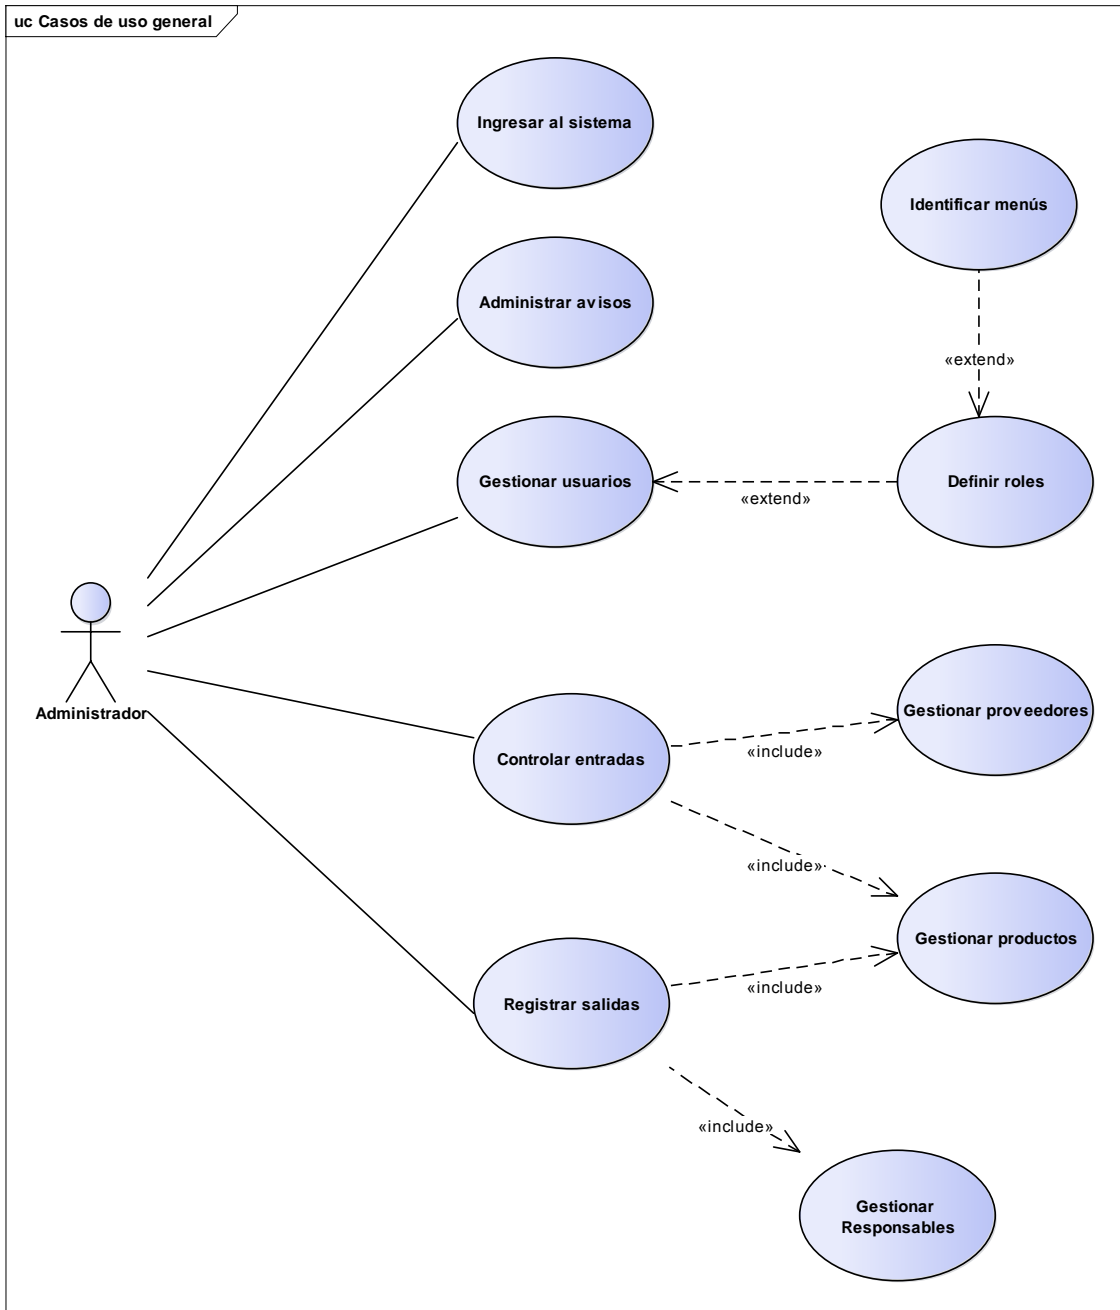 uc Casos de uso general
Ingresar al sistema
Identificar menús
Administrar avisos
«extend»
Gestionar usuarios
«extend»
Definir roles
Administrador
Controlar entradas
«include»
Gestionar proveedores
«include»
Gestionar productos
Registrar salidas
«include»
«include»
Gestionar
Responsables